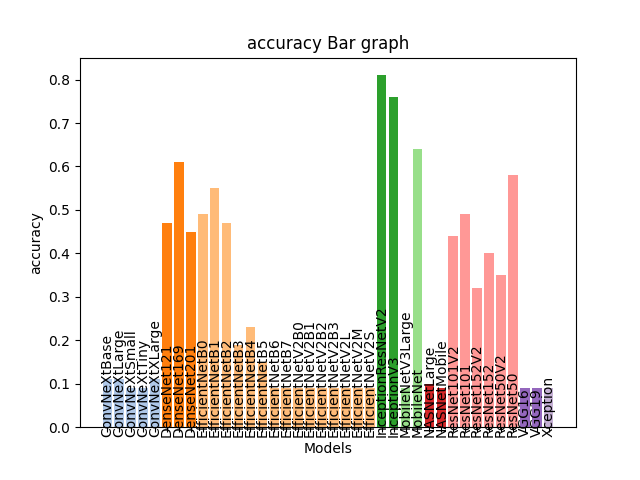 accuracy Bar graph
accuracy
0.8
0.7
0.6
0.5
0.4
0.3
0.2
0.1
0.0
ConvNeXtBase
ConvNeXtLarge
ConvNeXtSmall
ConvNeXtTiny
ConvNeXtXLarge
DenseNet121
DenseNet169
DenseNet201
EfficientNetB0
EfficientNetB1
EfficientNetB2
EfficientNetB3
EfficientNetB4
EfficientNetB5
EfficientNetB6
EfficientNetB7
EfficientNetV2B0
EfficientNetV2B1
EfficientNetV2B2
EfficientNetV2B3
EfficientNetV2L
EfficientNetV2M
EfficientNetV2S
InceptionResNetV2
InceptionV3
MobileNetV3Large
MobileNet
NASNetLarge
NASNetMobile
ResNet101V2
ResNet101
ResNet152V2
ResNet152
ResNet50V2
ResNet50
VGG16
VGG19
Xception
Models